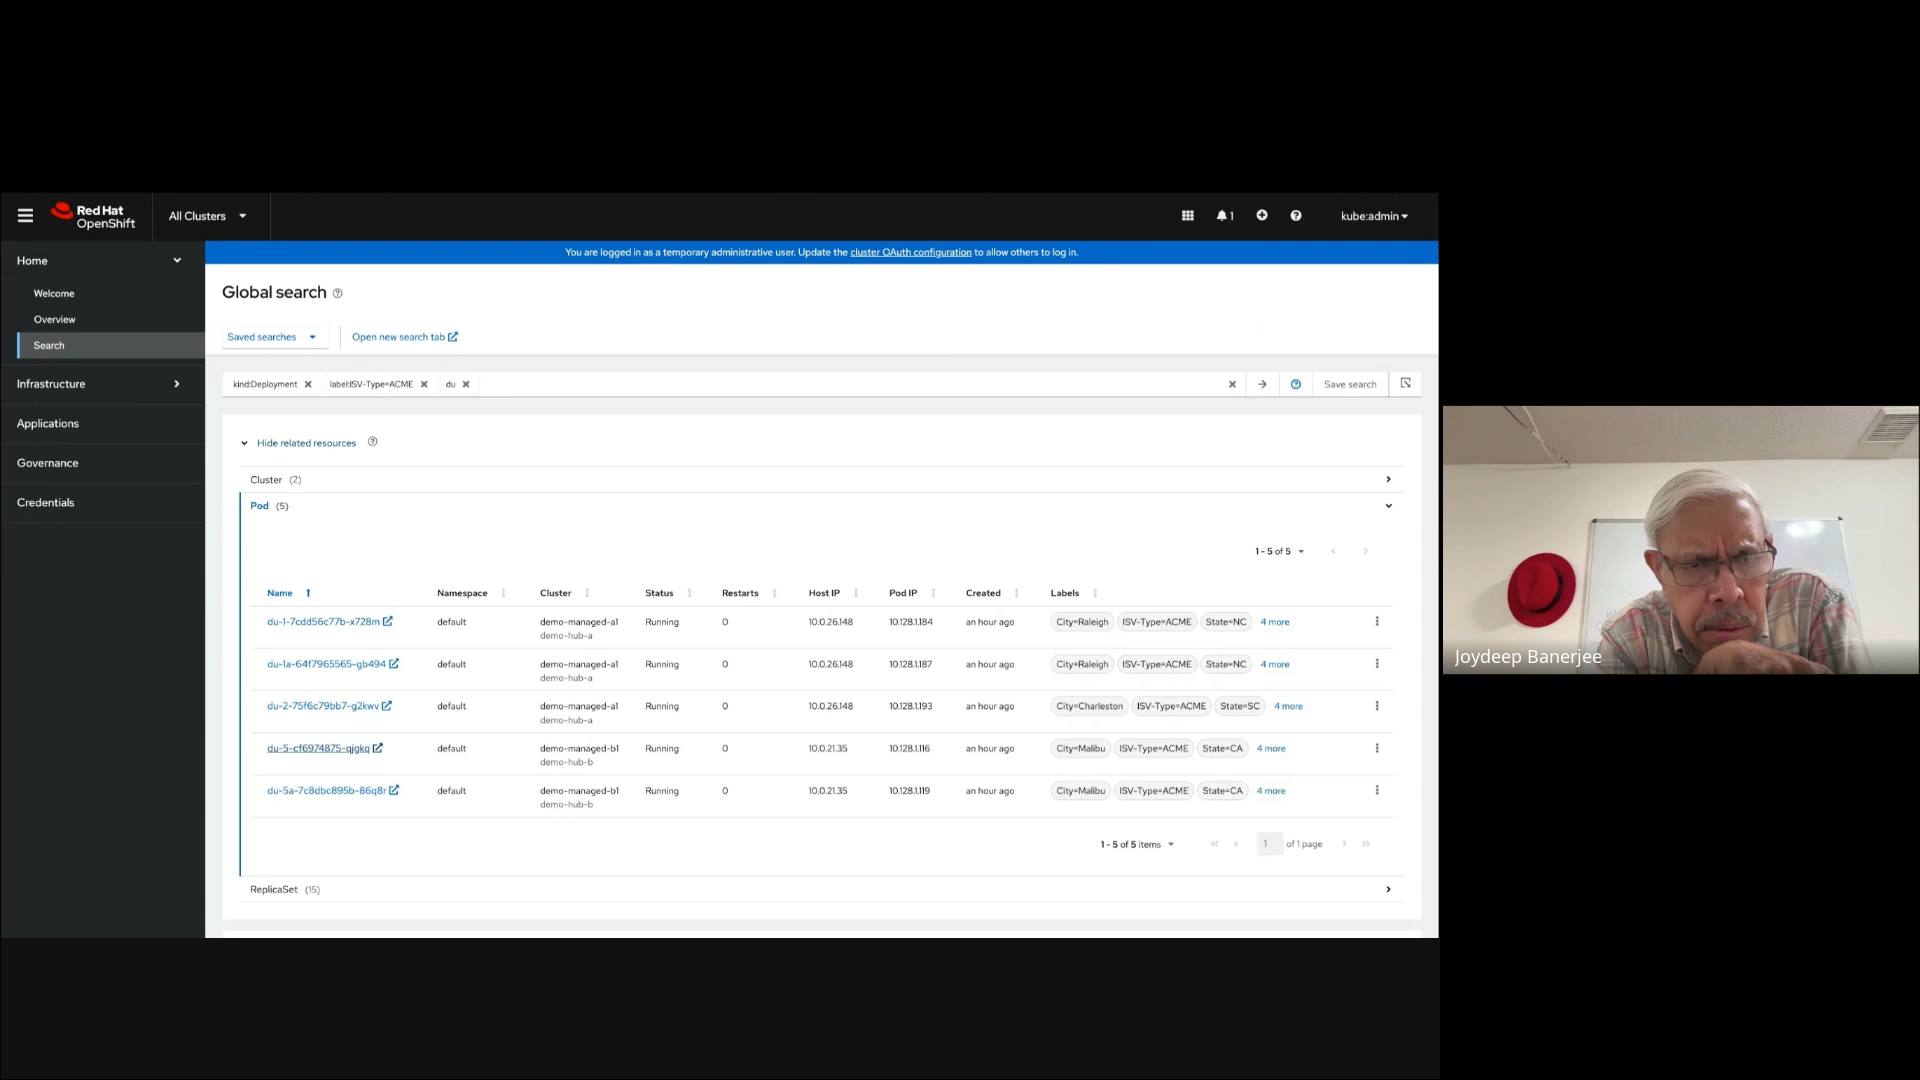 Red Hat
OpenShift
All Clusters
1
kube:admin
Home
Welcome
Overview
Search
Infrastructure
Applications
Governance
Credentials
You are logged in as a temporary administrative user. Update the cluster OAuth configuration to allow others to log in.
Global search
Saved searches
Open new search tab
kind:Deployment
label:ISV-Type=ACME
du
Save search
Hide related resources
Cluster (2)
Pod (5)
1 - 5 of 5
Name Namespace Cluster Status Restarts Host IP Pod IP Created Labels
du-1-7cdd56c77b-x728m default demo-managed-a1 Running 0 10.0.26.148 10.128.1.184 an hour ago City=Raleigh ISV-Type=ACME State=NC 4 more
demo-hub-a
du-1a-64f7965565-gb494 default demo-managed-a1 Running 0 10.0.26.148 10.128.1.187 an hour ago City=Raleigh ISV-Type=ACME State=NC 4 more
demo-hub-a
du-2-75f6c79bb7-g2kwv default demo-managed-a1 Running 0 10.0.26.148 10.128.1.193 an hour ago City=Charleston ISV-Type=ACME State=SC 4 more
demo-hub-a
du-5-cf6974875-qjgkq default demo-managed-b1 Running 0 10.0.21.35 10.128.1.116 an hour ago City=Malibu ISV-Type=ACME State=CA 4 more
demo-hub-b
du-5a-7c8dbc895b-86q8r default demo-managed-b1 Running 0 10.0.21.35 10.128.1.119 an hour ago City=Malibu ISV-Type=ACME State=CA 4 more
demo-hub-b
1 - 5 of 5 items
1 of 1 page
ReplicaSet (15)
Joydeep Banerjee